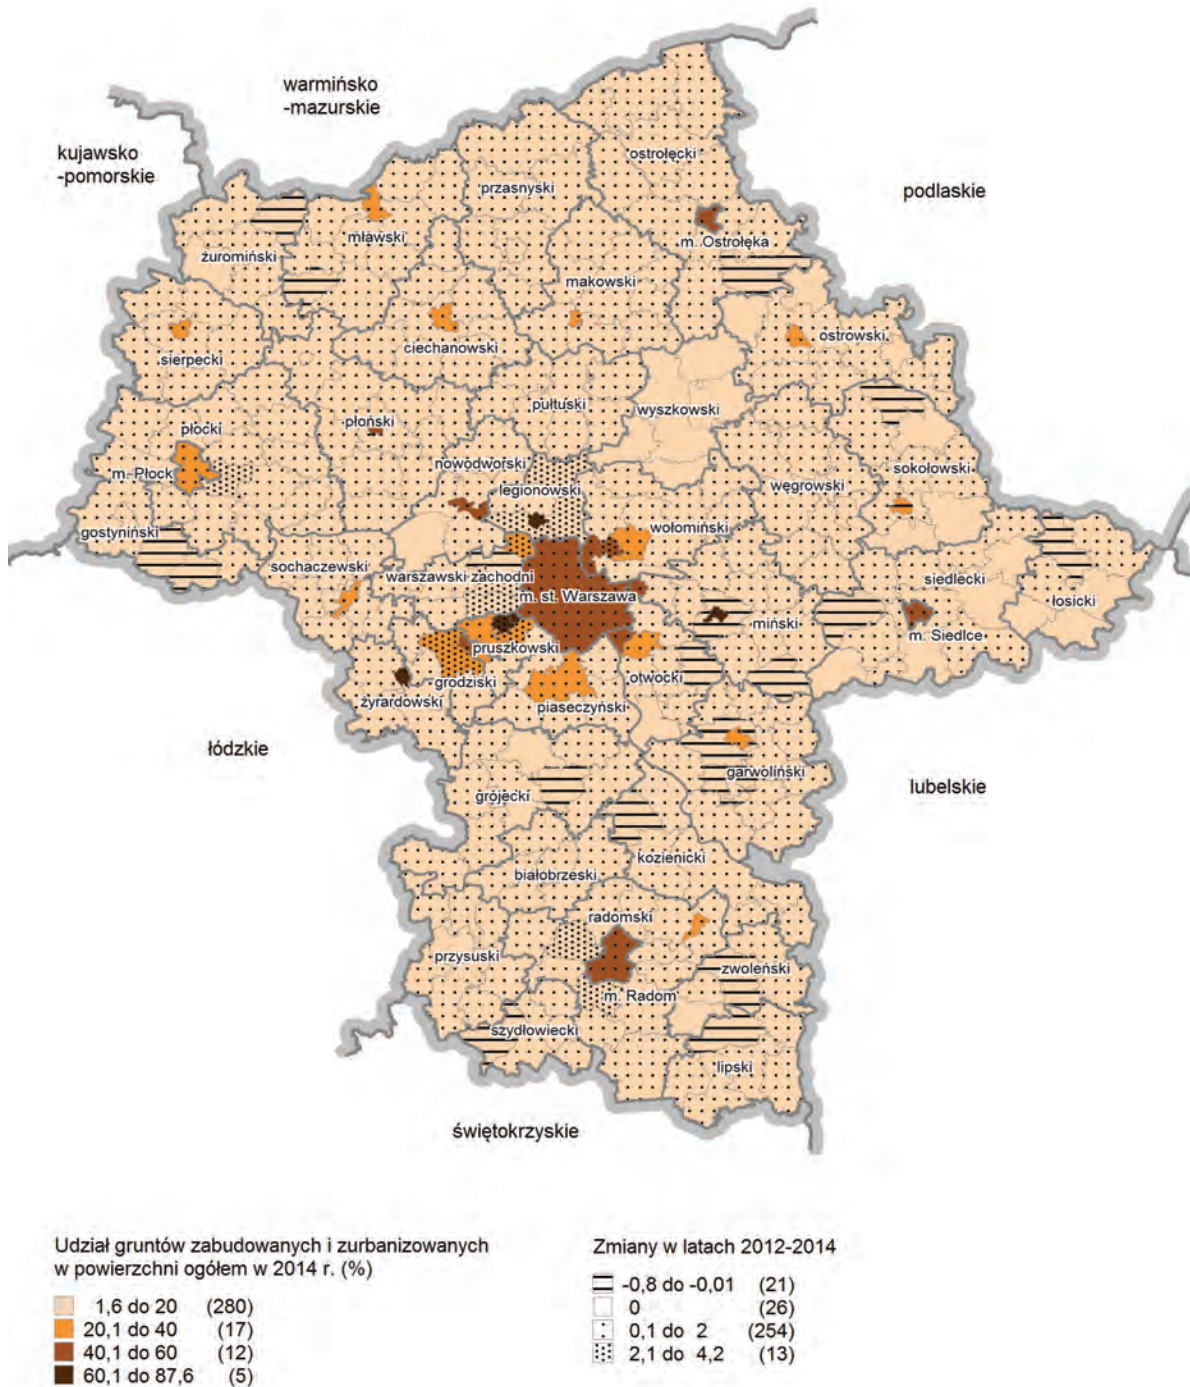 warmińsko
-mazurskie
kujawsko
-pomorskie
podlaskie
ostrołęcki
przasnyski
m. Ostrołęka
mławski
żuromiński
makowski
ostrowski
ciechanowski
sierpecki
pułtuski
wyszkowski
płoński
płocki
m. Płock
nowodworski
legionowski
sokołowski
węgrowski
wołomiński
gostyniński
sochaczewski
warszawski zachodni
m. st. Warszawa
siedlecki
łosicki
miński
m. Siedlce
pruszkowski
grodziski
otwocki
żyrardowski
piaseczyński
łódzkie
garwoliński
lubelskie
grójecki
kozienicki
białobrzeski
radomski
przysuski
zwoleński
m. Radom
szydłowiecki
lipski
świętokrzyskie
Udział gruntów zabudowanych i zurbanizowanych
w powierzchni ogółem w 2014 r. (%)
1,6 do 20 (280)
20,1 do 40 (17)
40,1 do 60 (12)
60,1 do 87,6 (5)
Zmiany w latach 2012-2014
-0,8 do -0,01 (21)
0 (26)
0,1 do 2 (254)
2,1 do 4,2 (13)